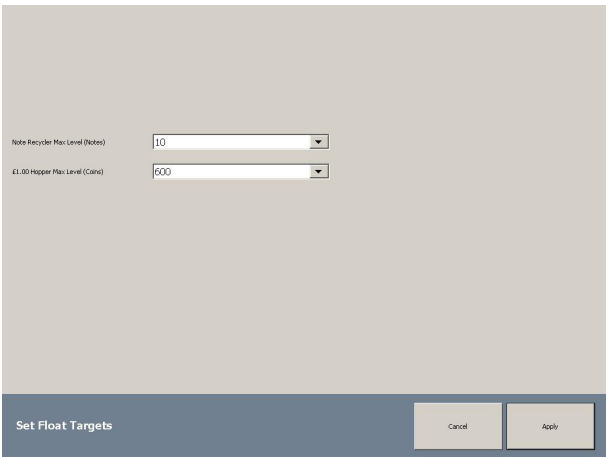 Note Recycler Max Level (Notes) 10
£1.00 Hopper Max Level (Coins) 600
Set Float Targets Cancel Apply